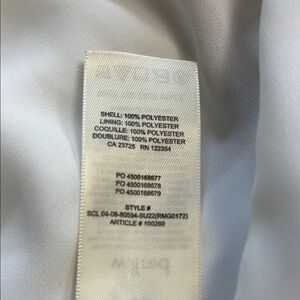 SHELL: 100% POLYESTER
LINING: 100% POLYESTER
COQUILLE: 100% POLYESTER
DOUBLURE: 100% POLYESTER
CA 23725 RN 122354
PO 4500168677
PO 4500168678
PO 4500168679
STYLE #
SCL 04-08-80594-SU22(RMG0172)
ARTICLE # 100260